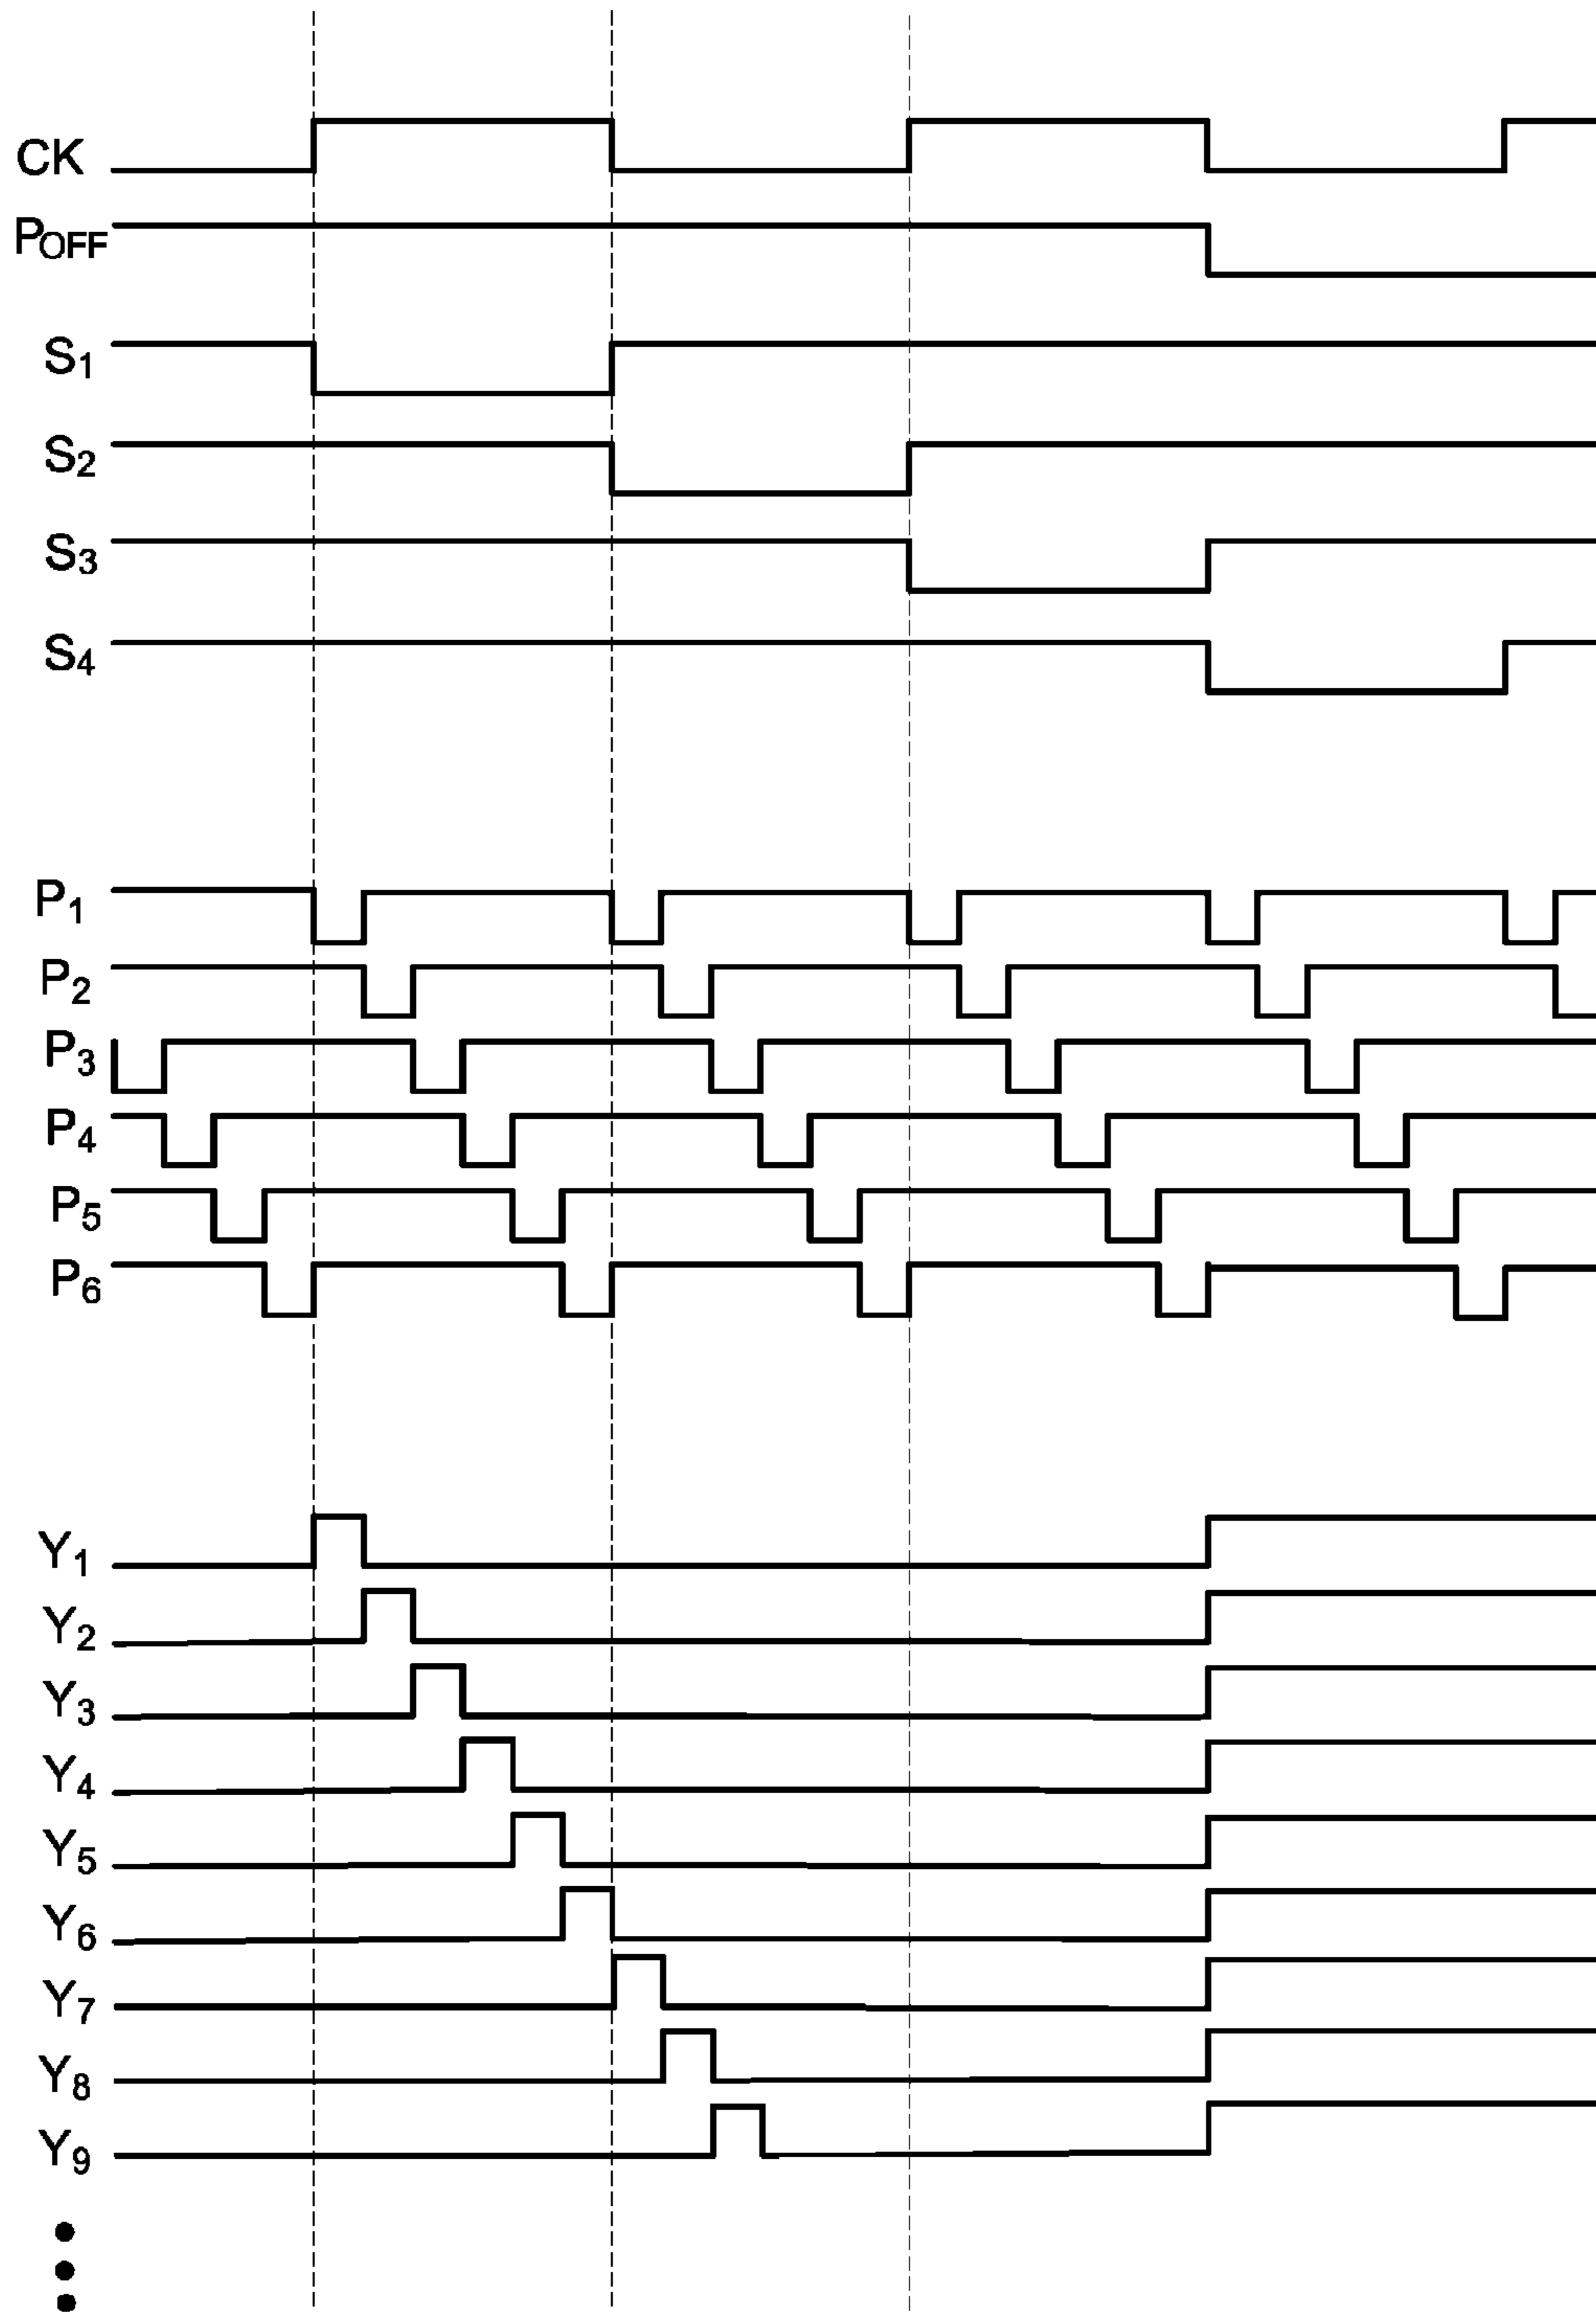 CK
P_OFF
S₁
S₂
S₃
S₄
P₁
P₂
P₃
P₄
P₅
P₆
Y₁
Y₂
Y₃
Y₄
Y₅
Y₆
Y₇
Y₈
Y₉